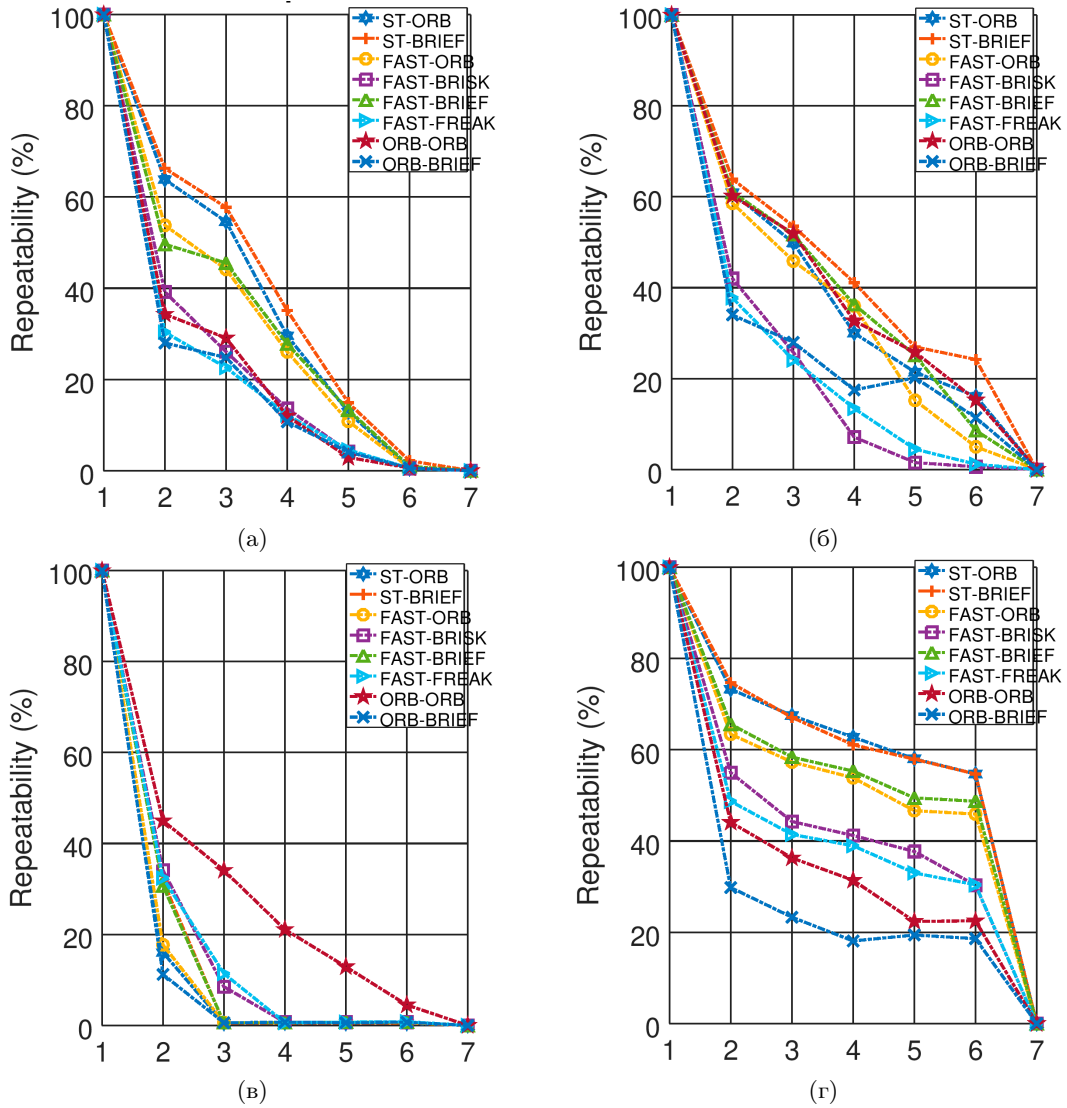 100
80
60
40
20
0
Repeatability (%)
1 2 3 4 5 6 7
ST-ORB
ST-BRIEF
FAST-ORB
FAST-BRISK
FAST-BRIEF
FAST-FREAK
ORB-ORB
ORB-BRIEF
(а)
100
80
60
40
20
0
Repeatability (%)
1 2 3 4 5 6 7
ST-ORB
ST-BRIEF
FAST-ORB
FAST-BRISK
FAST-BRIEF
FAST-FREAK
ORB-ORB
ORB-BRIEF
(б)
100
80
60
40
20
0
Repeatability (%)
1 2 3 4 5 6 7
ST-ORB
ST-BRIEF
FAST-ORB
FAST-BRISK
FAST-BRIEF
FAST-FREAK
ORB-ORB
ORB-BRIEF
(в)
100
80
60
40
20
0
Repeatability (%)
1 2 3 4 5 6 7
ST-ORB
ST-BRIEF
FAST-ORB
FAST-BRISK
FAST-BRIEF
FAST-FREAK
ORB-ORB
ORB-BRIEF
(г)